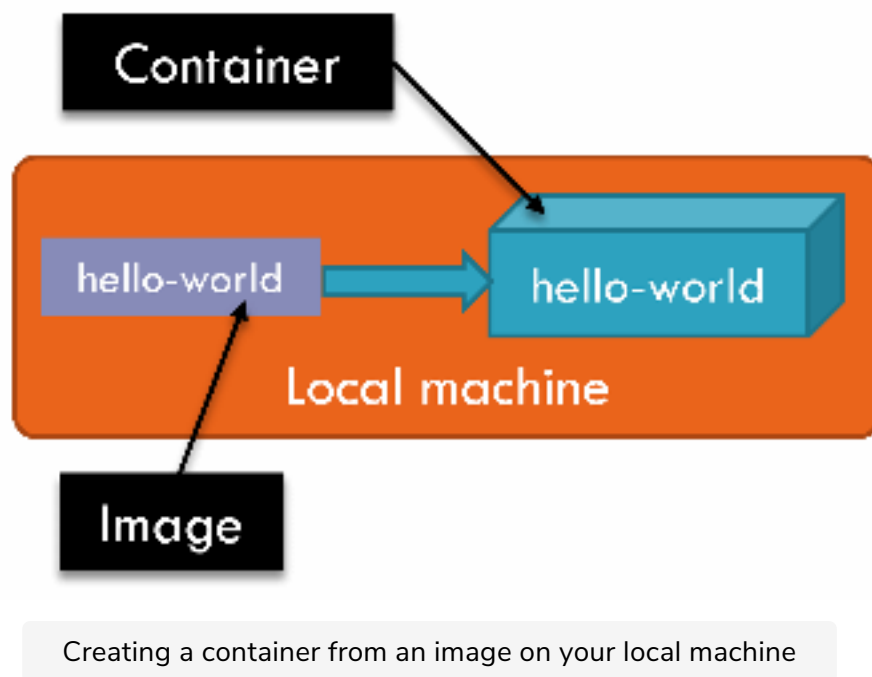 Container
hello-world
hello-world
Local machine
Image
Creating a container from an image on your local machine